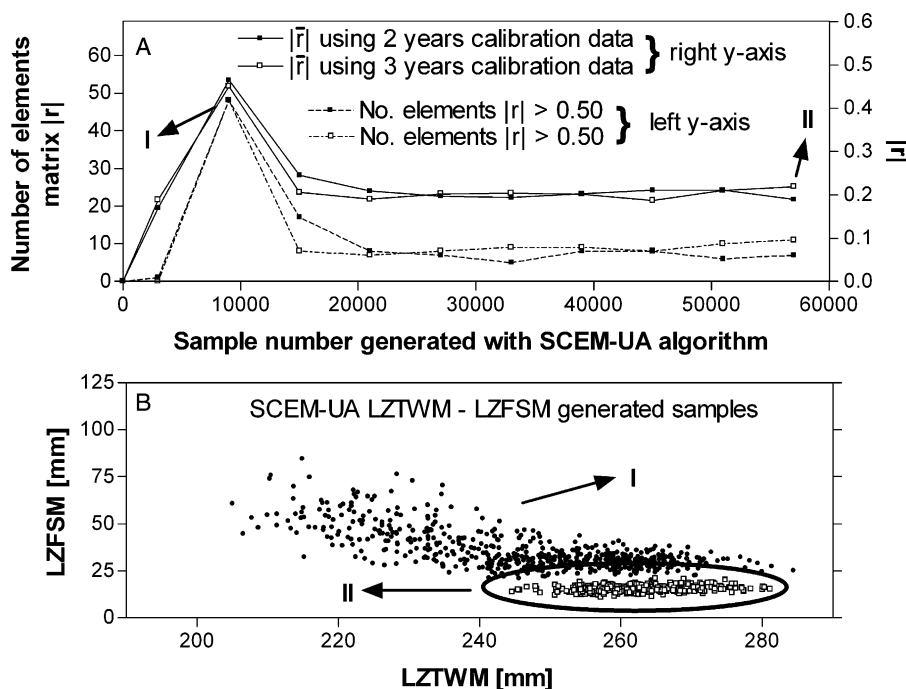 A
|r̄| using 2 years calibration data
|r̄| using 3 years calibration data
} right y-axis
No. elements |r| > 0.50
No. elements |r| > 0.50
} left y-axis
I
II
60
50
40
30
20
10
0
0.6
0.5
0.4
0.3
0.2
0.1
0.0
Number of elements
matrix |r|
|r̄|
0 10000 20000 30000 40000 50000 60000
Sample number generated with SCEM-UA algorithm
B
SCEM-UA LZTWM - LZFSM generated samples
I
II
125
100
75
50
25
0
LZFSM [mm]
200 220 240 260 280
LZTWM [mm]